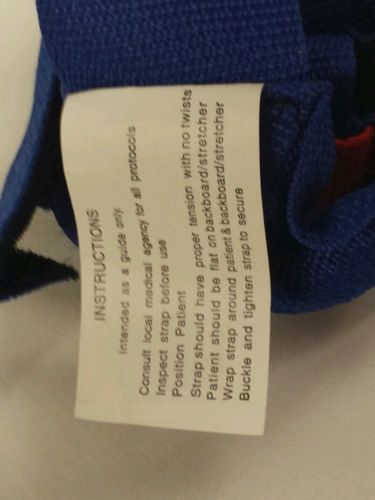 INSTRUCTIONS
Intended as a guide only.
Consult local medical agency for all protocols
Inspect strap before use
Position Patient
Strap should have proper tension with no twists
Patient should be flat on backboard/stretcher
Wrap strap around patient & backboard/stretcher
Buckle and tighten strap to secure